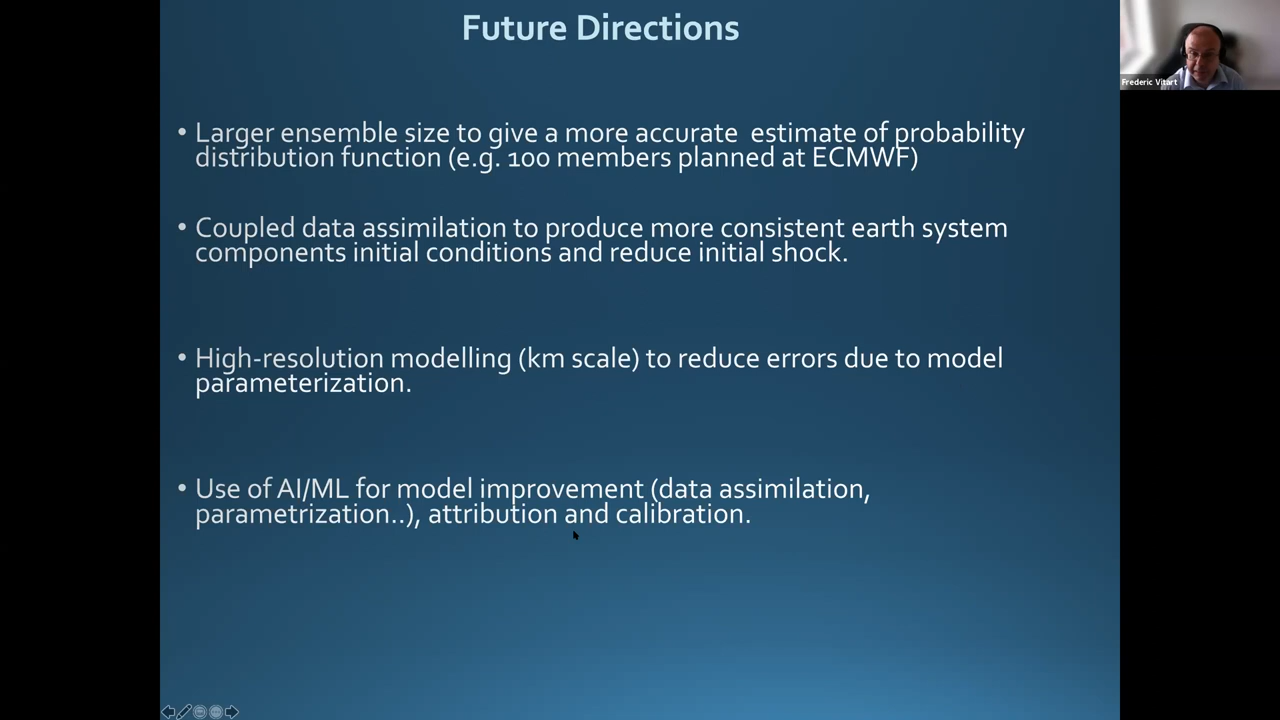 Future Directions
Frederic Vitart
• Larger ensemble size to give a more accurate estimate of probability
distribution function (e.g. 100 members planned at ECMWF)
• Coupled data assimilation to produce more consistent earth system
components initial conditions and reduce initial shock.
• High-resolution modelling (km scale) to reduce errors due to model
parameterization.
• Use of AI/ML for model improvement (data assimilation,
parametrization..), attribution and calibration.